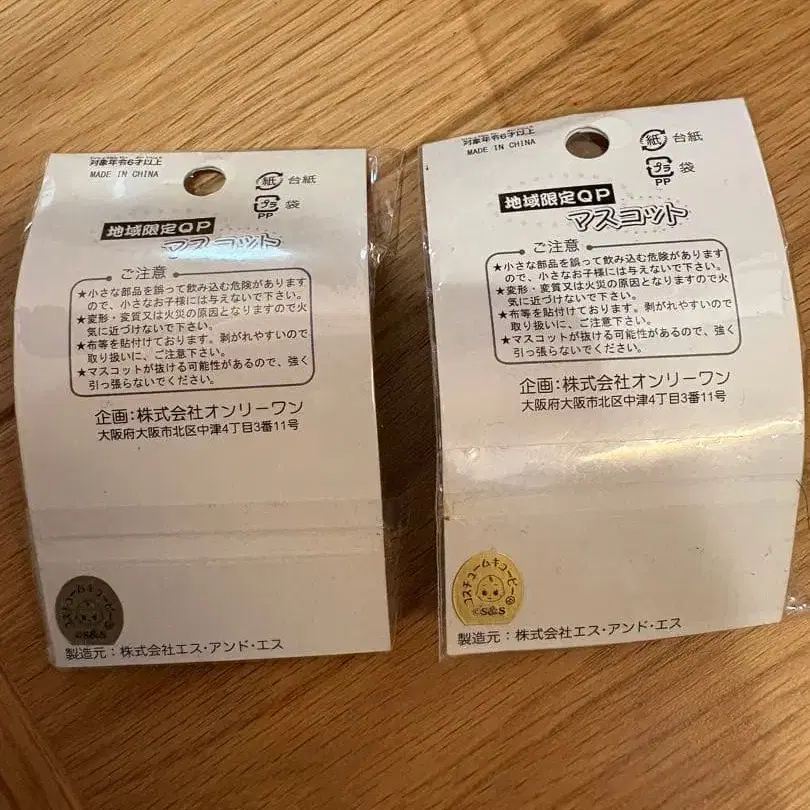 対象年令6才以上
MADE IN CHINA
紙 台紙
プラ 袋
PP
地域限定QP
マスコット
ご注意
★小さな部品を誤って飲み込む危険があります
ので、小さなお子様には与えないで下さい。
★変形・変質又は火災の原因となりますので火
気に近づけない下さい。
★布等を貼付けております。剥がれやすいので
取り扱いに、ご注意下さい。
★マスコットが抜ける可能性があるので、強く
引っ張らないでください。
企画:株式会社オンリーワン
大阪府大阪市北区中津4丁目3番11号
コスチュームキューピー
©S&S
製造元:株式会社エス・アンド・エス
対象年令6才以上
MADE IN CHINA
紙 台紙
プラ 袋
PP
地域限定QP
マスコット
ご注意
★小さな部品を誤って飲み込む危険があります
ので、小さなお子様には与えないで下さい。
★変形・変質又は火災の原因となりますので火
気に近づけないで下さい。
★布等を貼付けております。剥がれやすいので
取り扱いに、ご注意下さい。
★マスコットが抜ける可能性があるので、強く
引っ張らないでください。
企画:株式会社オンリーワン
大阪府大阪市北区中津4丁目3番11号
コスチュームキューピー
©S&S
製造元:株式会社エス・アンド・エス